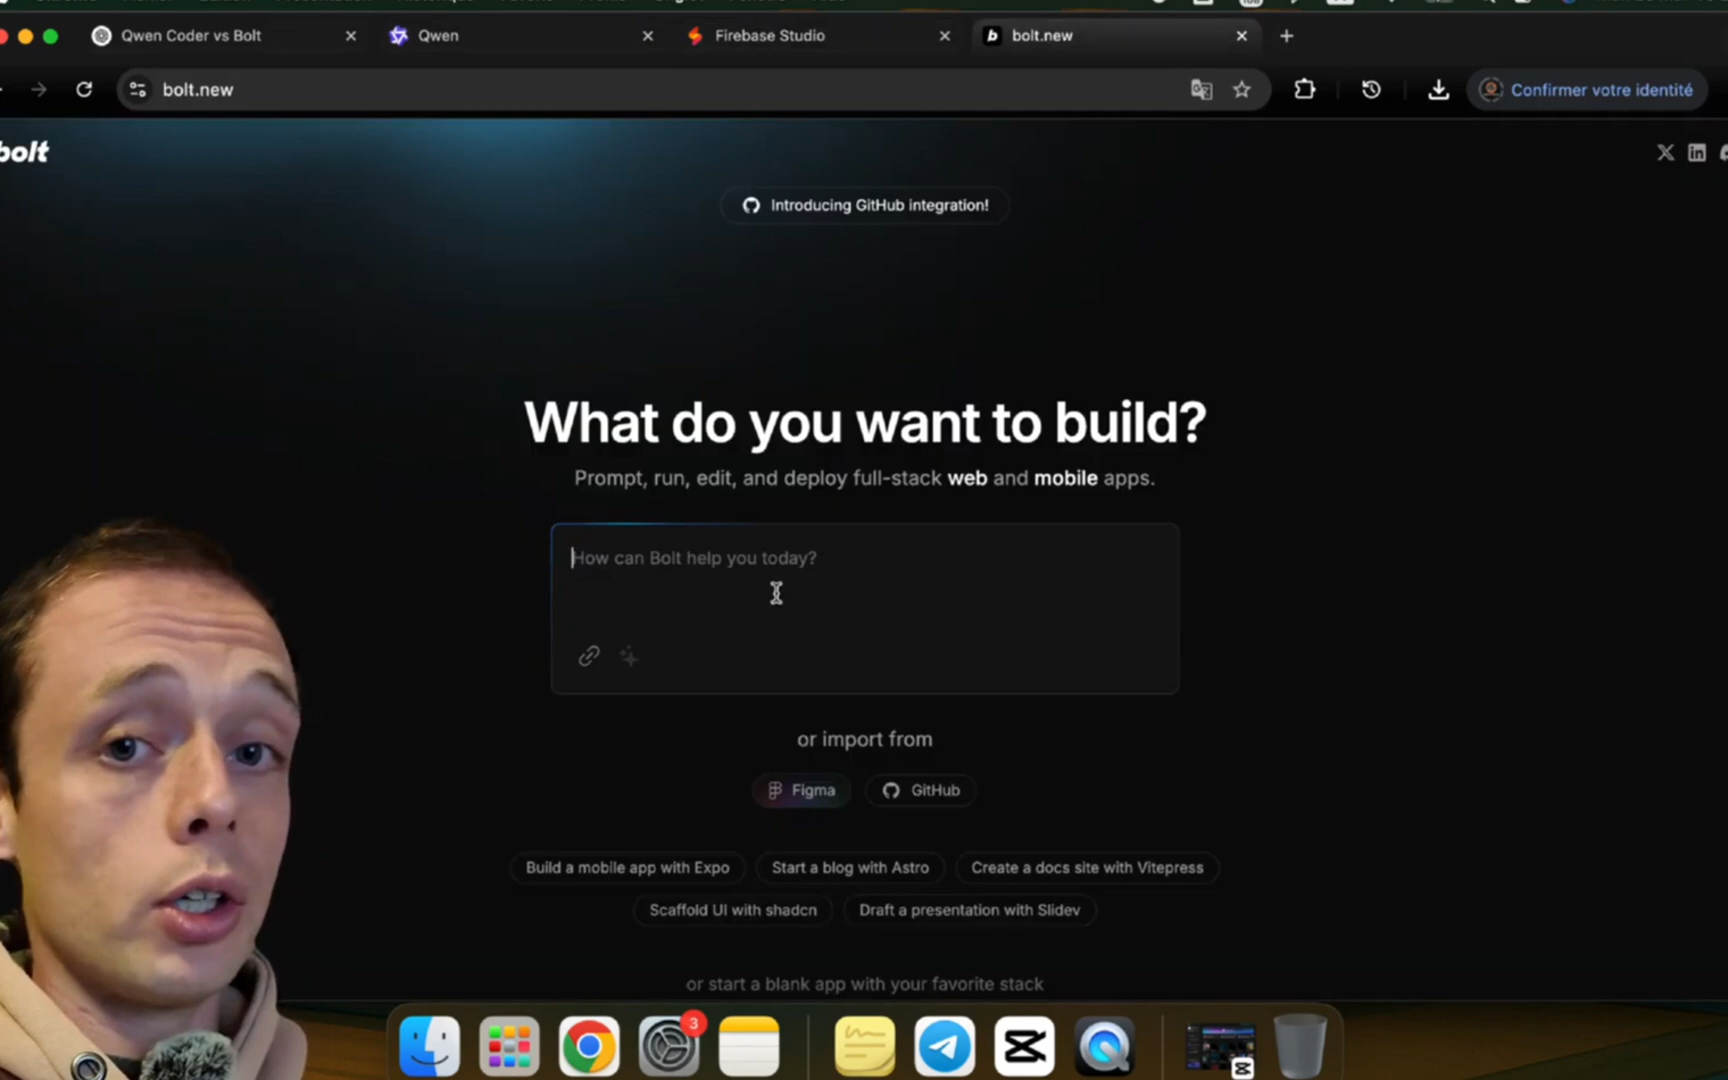 Qwen Coder vs Bolt
Qwen
Firebase Studio
bolt.new
bolt.new
Confirmer votre identité
bolt
Introducing GitHub integration!
What do you want to build?
Prompt, run, edit, and deploy full-stack web and mobile apps.
How can Bolt help you today?
or import from
Figma
GitHub
Build a mobile app with Expo
Start a blog with Astro
Create a docs site with Vitepress
Scaffold UI with shadcn
Draft a presentation with Slidev
or start a blank app with your favorite stack
3